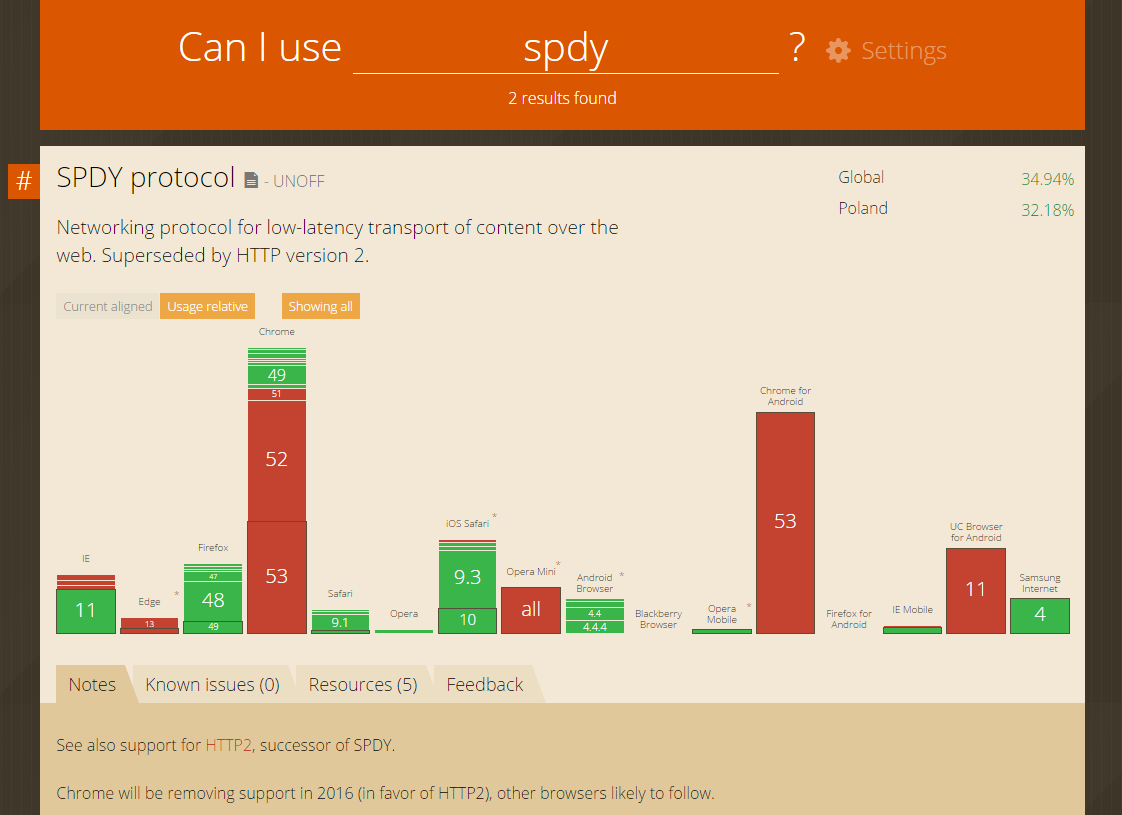 Can I use spdy ? Settings
2 results found
#
SPDY protocol - UNOFF
Global 34.94%
Poland 32.18%
Networking protocol for low-latency transport of content over the
web. Superseded by HTTP version 2.
Current aligned Usage relative Showing all
IE
11
Edge *
13
Firefox
47
48
49
Chrome
49
51
52
53
Safari
9.1
Opera
iOS Safari *
9.3
10
Opera Mini *
all
Android *
Browser
4.4
4.4.4
Blackberry
Browser
Opera *
Mobile
Chrome for
Android
53
Firefox for
Android
IE Mobile
UC Browser
for Android
11
Samsung
Internet
4
Notes Known issues (0) Resources (5) Feedback
See also support for HTTP2, successor of SPDY.
Chrome will be removing support in 2016 (in favor of HTTP2), other browsers likely to follow.